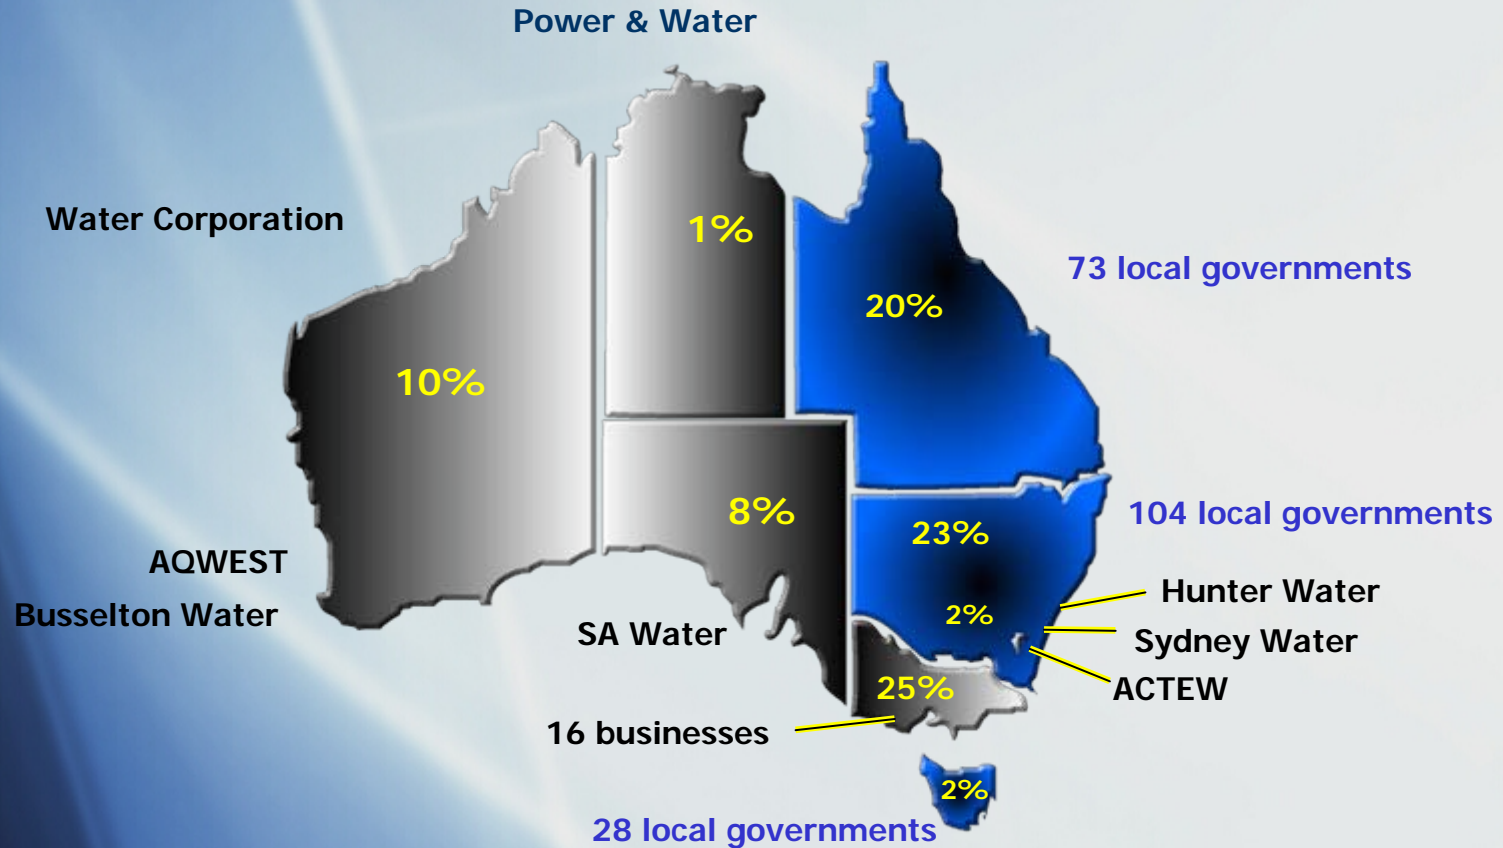 Power & Water
Water Corporation
1%
73 local governments
20%
10%
8%
104 local governments
23%
AQWEST
Hunter Water
Busselton Water
2%
SA Water
Sydney Water
25%
ACTEW
16 businesses
2%
28 local governments